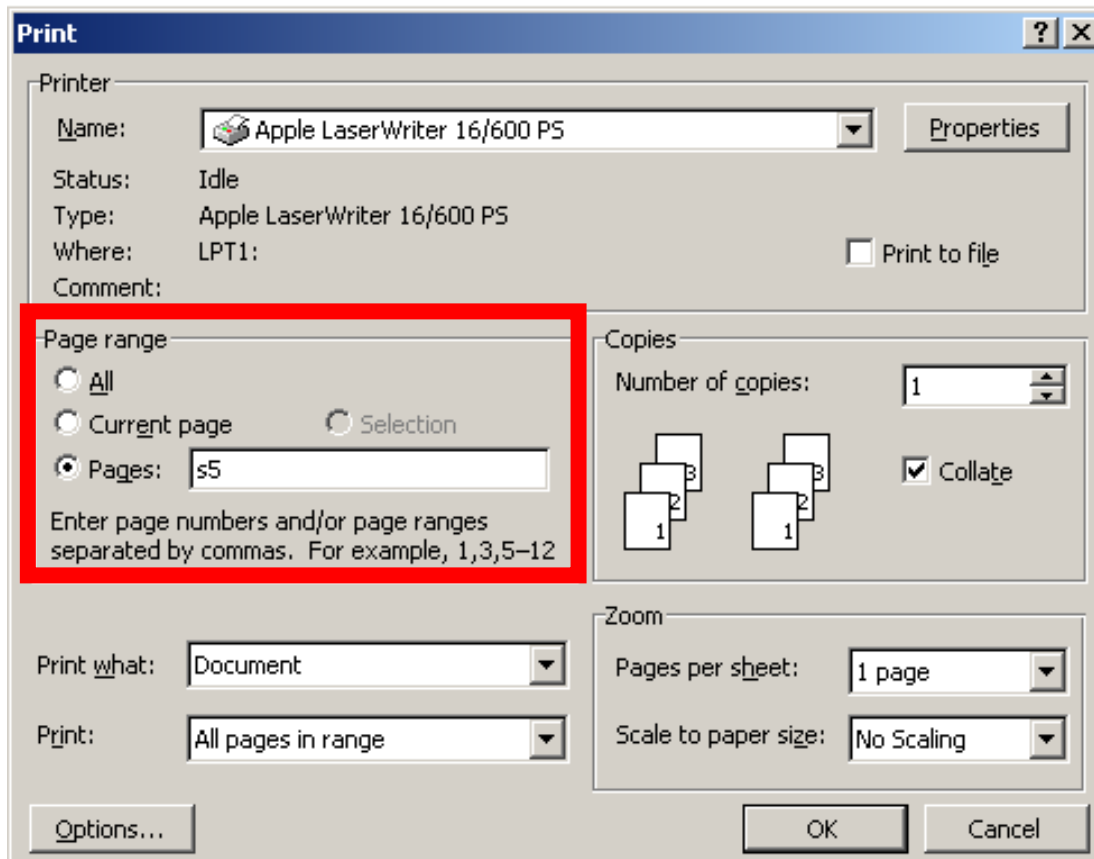 Print
Printer
Name: Apple LaserWriter 16/600 PS Properties
Status: Idle
Type: Apple LaserWriter 16/600 PS
Where: LPT1: Print to file
Comment:
Page range
All
Current page Selection
Pages: s5
Enter page numbers and/or page ranges
separated by commas. For example, 1,3,5–12
Copies
Number of copies: 1
3 3
2 2
1 1
Collate
Print what: Document
Print: All pages in range
Zoom
Pages per sheet: 1 page
Scale to paper size: No Scaling
Options... OK Cancel